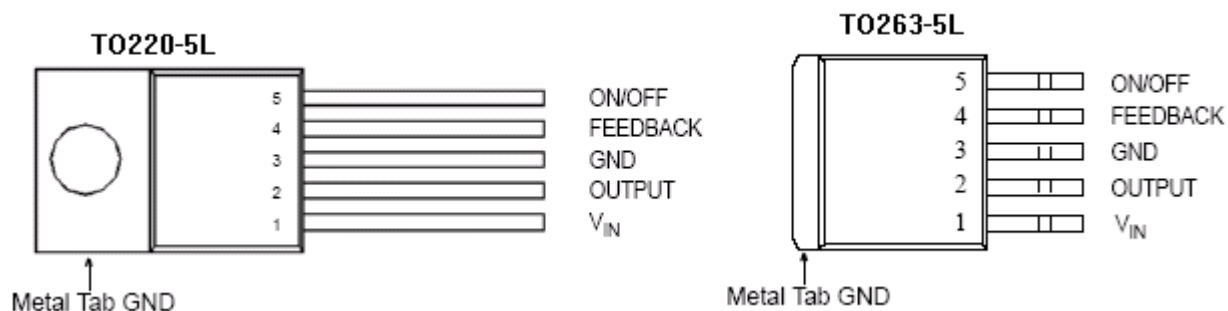 TO220-5L
5 ON/OFF
4 FEEDBACK
3 GND
2 OUTPUT
1 VIN
Metal Tab GND
TO263-5L
5 ON/OFF
4 FEEDBACK
3 GND
2 OUTPUT
1 VIN
Metal Tab GND